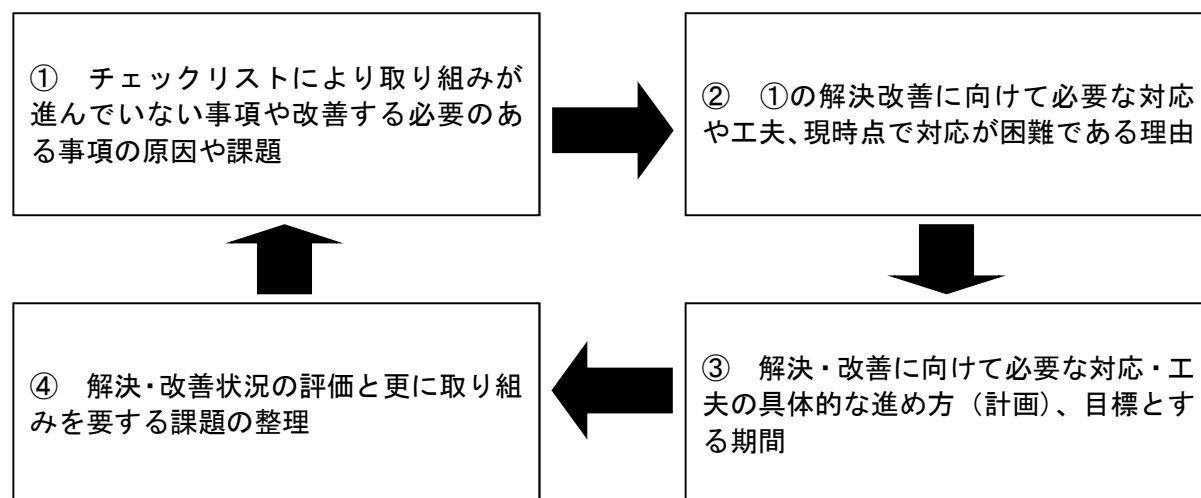 ① チェックリストにより取り組みが
進んでいない事項や改善する必要のあ
る事項の原因や課題
② ①の解決改善に向けて必要な対応
や工夫、現時点で対応が困難である理由
③ 解決・改善に向けて必要な対応・工
夫の具体的な進め方（計画）、目標とす
る期間
④ 解決・改善状況の評価と更に取り組
みを要する課題の整理